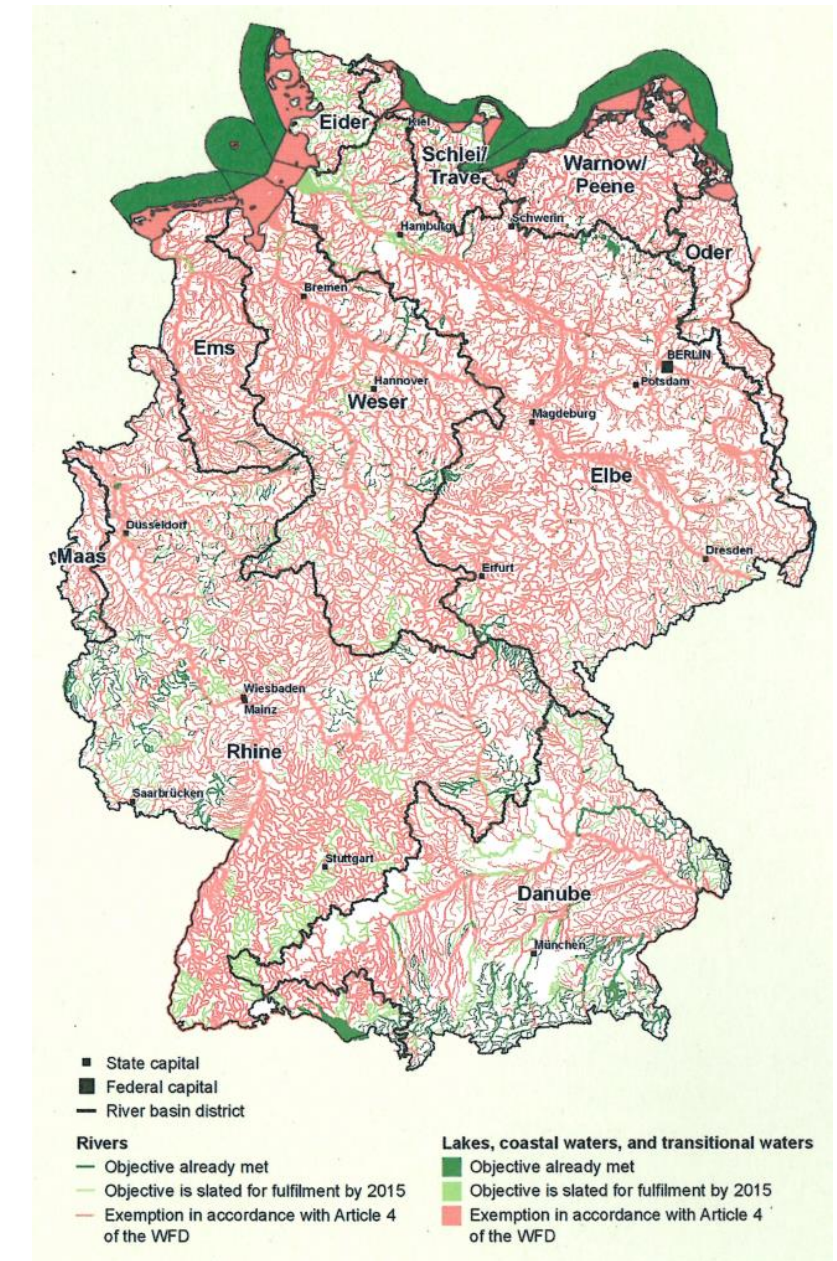 Eider
Kiel
Schlei/
Trave
Warnow/
Peene
Schwerin
Hamburg
Oder
Bremen
Ems
BERLIN
Potsdam
Hannover
Weser
Magdeburg
Elbe
Düsseldorf
Maas
Dresden
Erfurt
Wiesbaden
Mainz
Rhine
Saarbrücken
Stuttgart
Danube
München
State capital
Federal capital
River basin district
Rivers
Objective already met
Objective is slated for fulfilment by 2015
Exemption in accordance with Article 4
of the WFD
Lakes, coastal waters, and transitional waters
Objective already met
Objective is slated for fulfilment by 2015
Exemption in accordance with Article 4
of the WFD